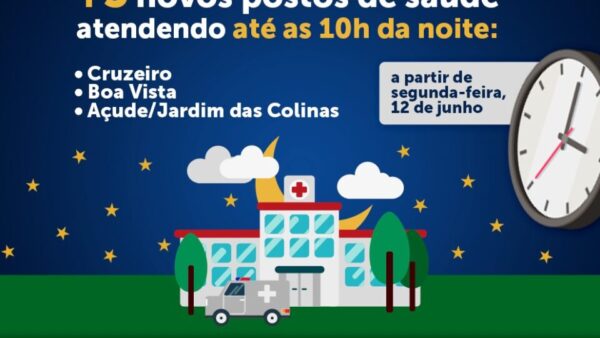 +3 novos postos de saúde
atendendo até as 10h da noite:
• Cruzeiro
• Boa Vista
• Açude/Jardim das Colinas
a partir de
segunda-feira,
12 de junho